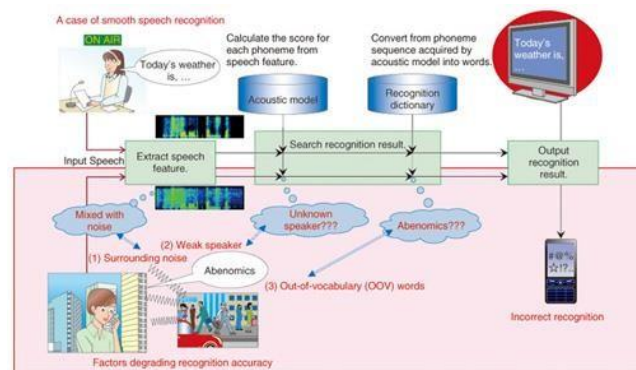 A case of smooth speech recognition
ON AIR
Today's
weather
is, ...
Calculate the score for
each phoneme from
speech feature.
Convert from phoneme
sequence acquired by
acoustic model into words.
Today's
weather is,
...
Acoustic model
Recognition
dictionary
Input Speech
Extract speech
feature.
Search recognition result.
Output
recognition
result.
Mixed with
noise
Unknown
speaker???
Abenomics???
(2) Weak speaker
(1) Surrounding noise
Abenomics
(3) Out-of-vocabulary (OOV) words
#@%
☆!?...
Incorrect recognition
Factors degrading recognition accuracy